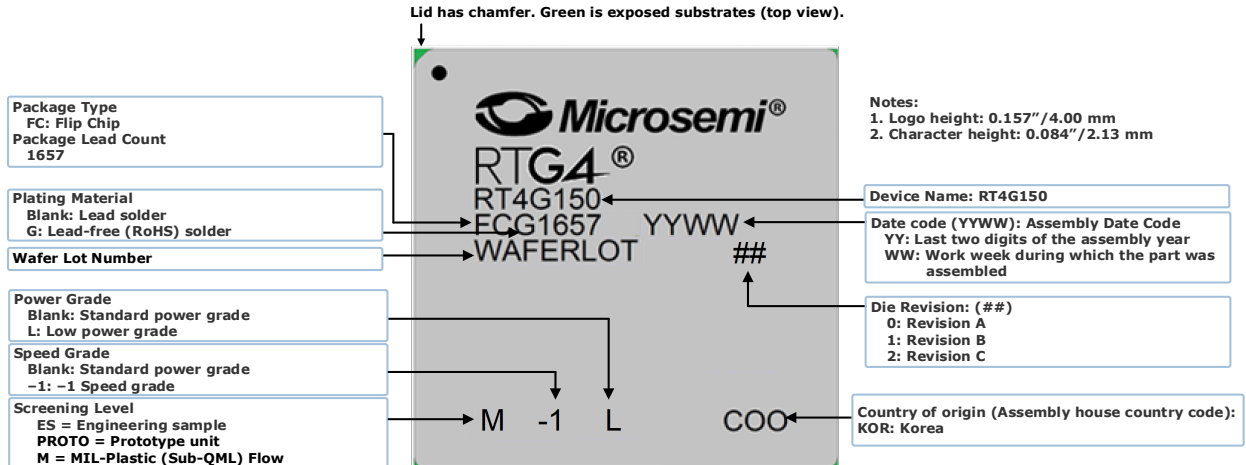 Lid has chamfer. Green is exposed substrates (top view).
Package Type
FC: Flip Chip
Package Lead Count
1657
Plating Material
Blank: Lead solder
G: Lead-free (RoHS) solder
Wafer Lot Number
Power Grade
Blank: Standard power grade
L: Low power grade
Speed Grade
Blank: Standard power grade
–1: –1 Speed grade
Screening Level
ES = Engineering sample
PROTO = Prototype unit
M = MIL-Plastic (Sub-QML) Flow
Microsemi®
RTG4®
RT4G150
FCG1657 YYWW
WAFERLOT ##
M -1 L COO
Notes:
1. Logo height: 0.157”/4.00 mm
2. Character height: 0.084”/2.13 mm
Device Name: RT4G150
Date code (YYWW): Assembly Date Code
YY: Last two digits of the assembly year
WW: Work week during which the part was
assembled
Die Revision: (##)
0: Revision A
1: Revision B
2: Revision C
Country of origin (Assembly house country code):
KOR: Korea